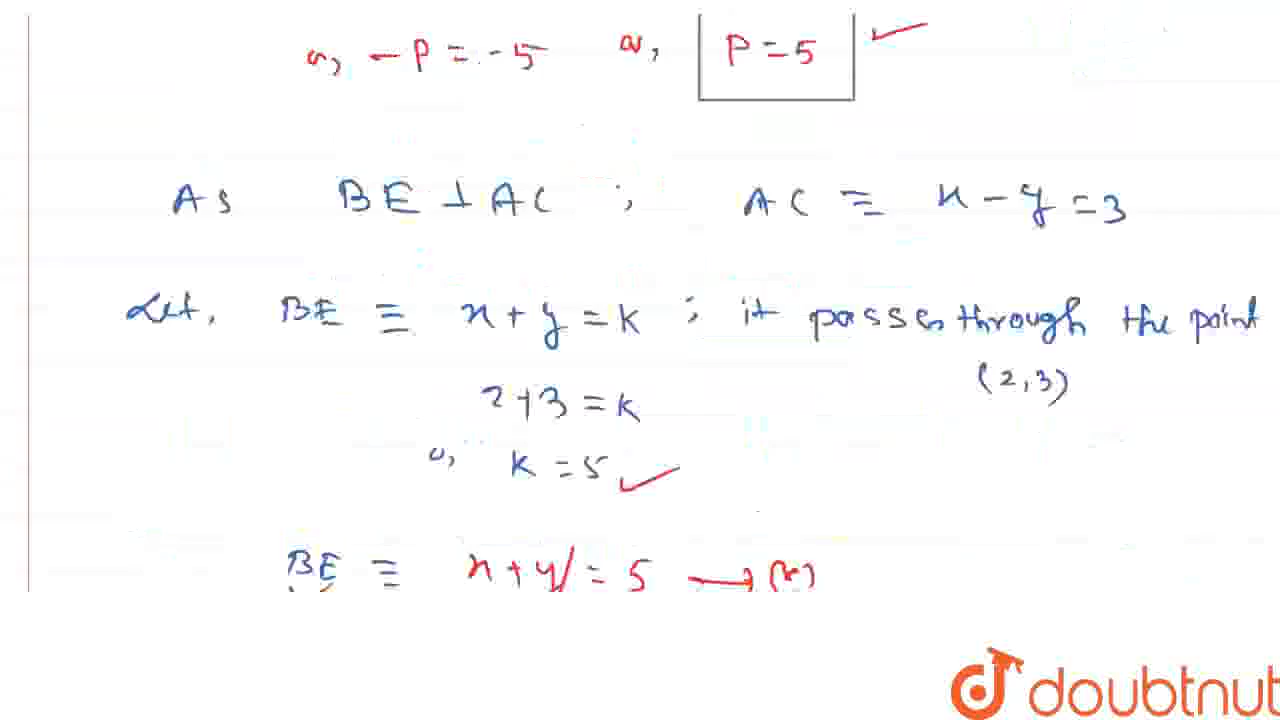 or, -P = -5 or, P = 5 ✓
As BE ⊥ AC ; AC ≡ x - y = 3
Let, BE ≡ x + y = k ; it passes through the point
(2,3)
2 + 3 = k
or, k = 5 ✓
BE ≡ x + y = 5 →
doubtnut